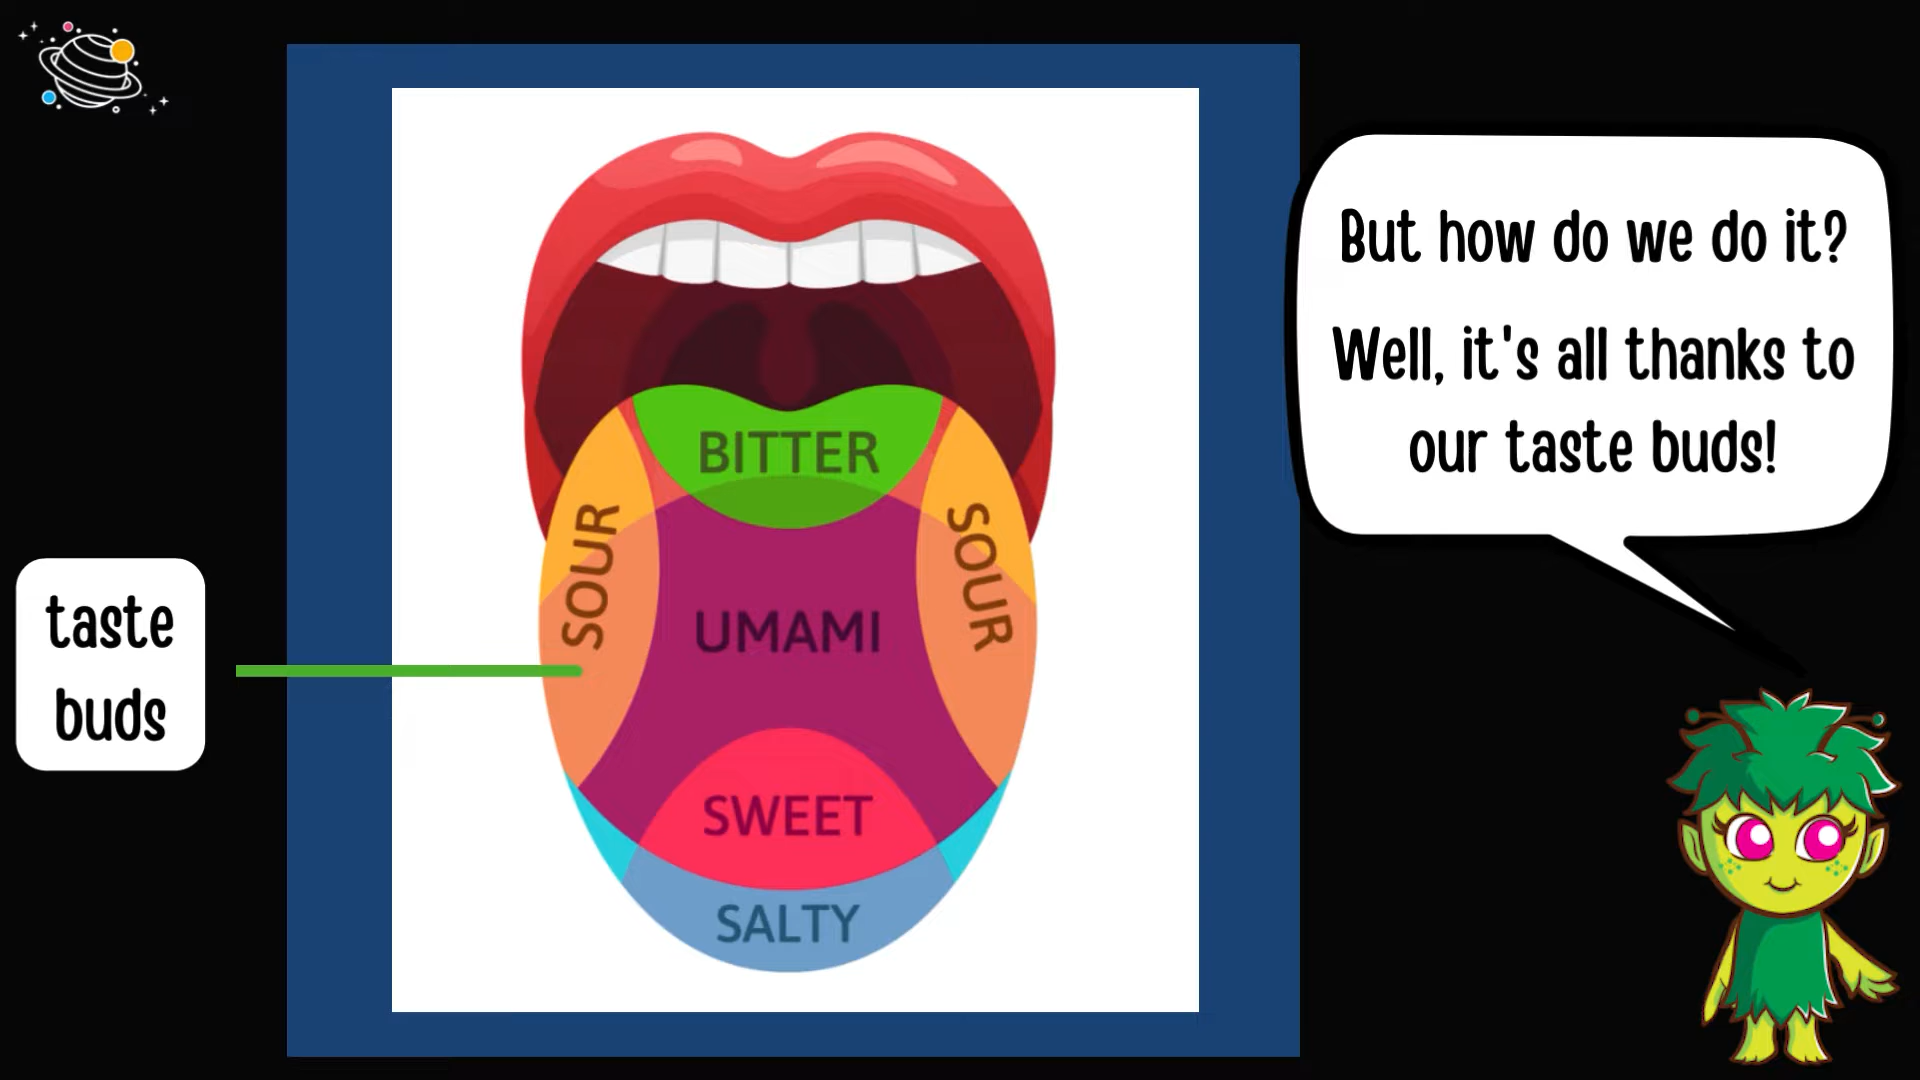 But how do we do it?
Well, it's all thanks to
our taste buds!
taste
buds
BITTER
SOUR
SOUR
UMAMI
SWEET
SALTY